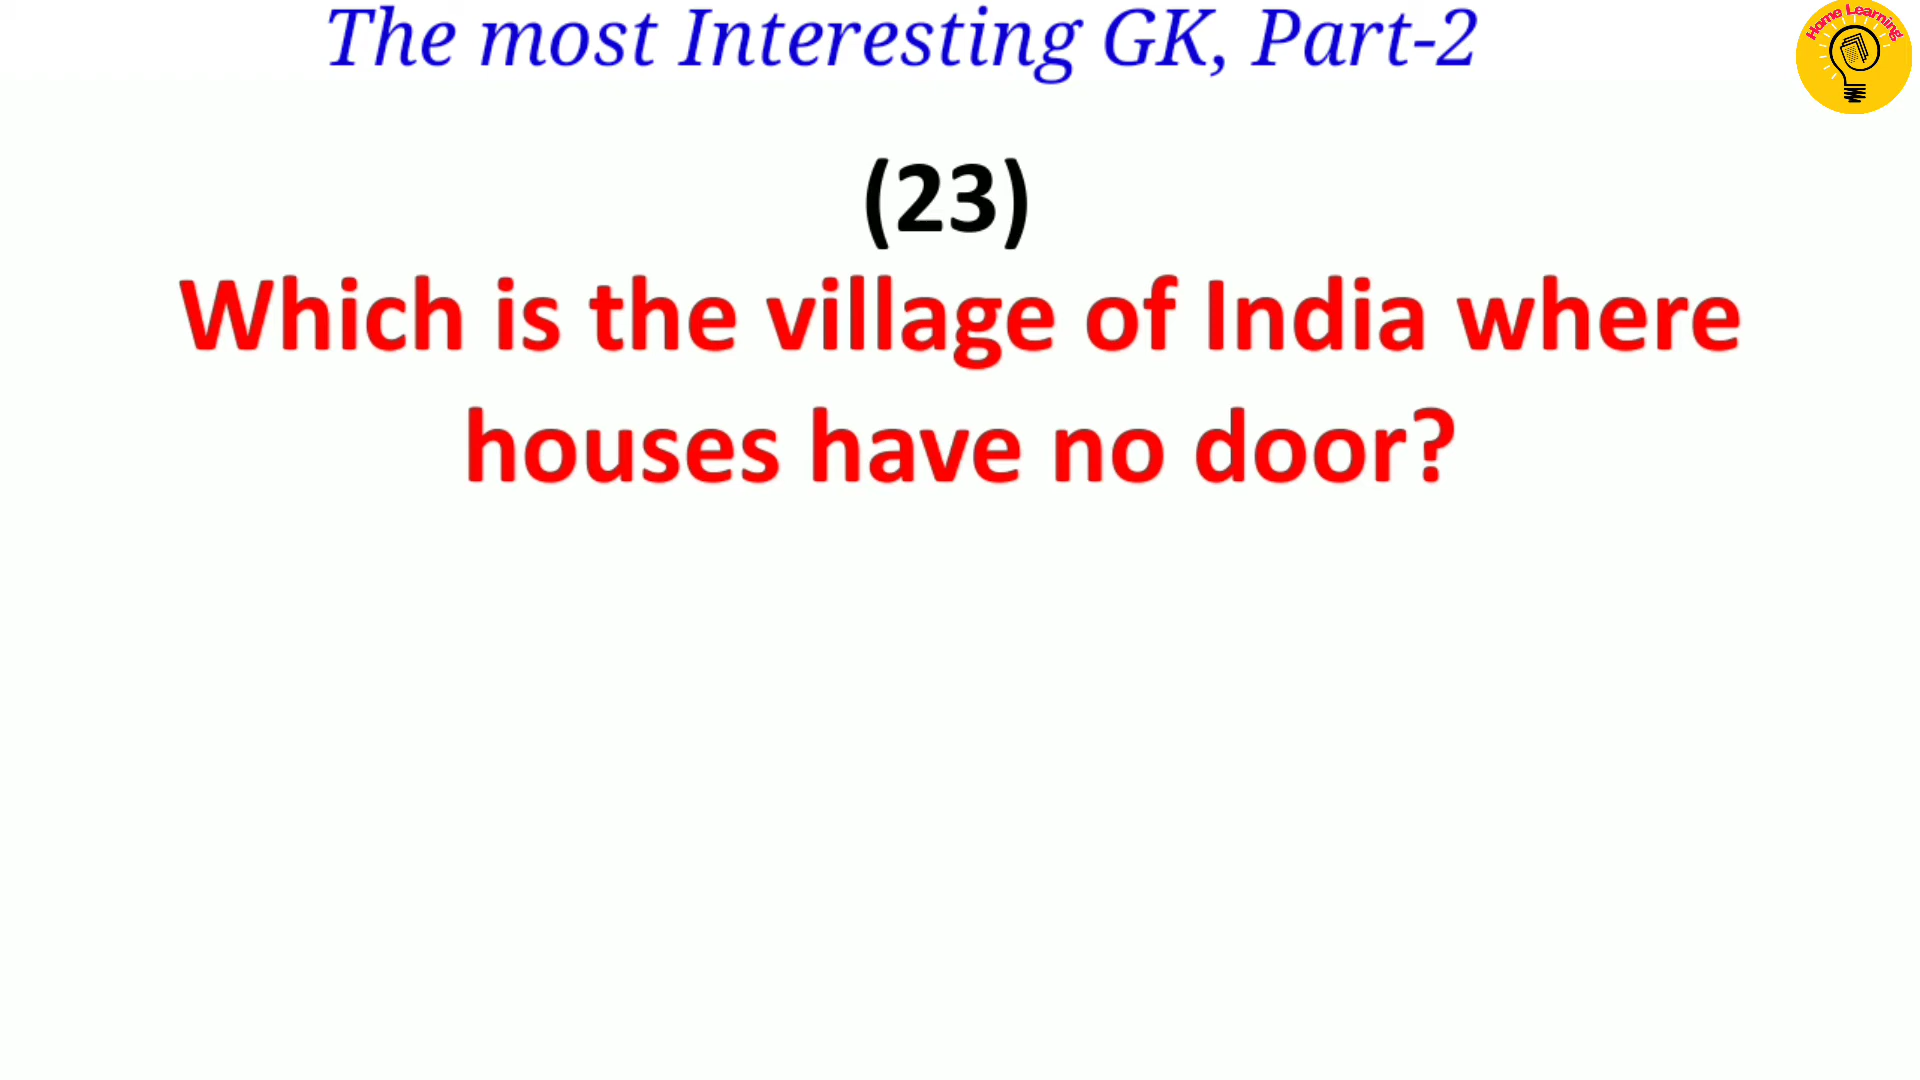 The most Interesting GK, Part-2
Home Learning
(23)
Which is the village of India where
houses have no door?